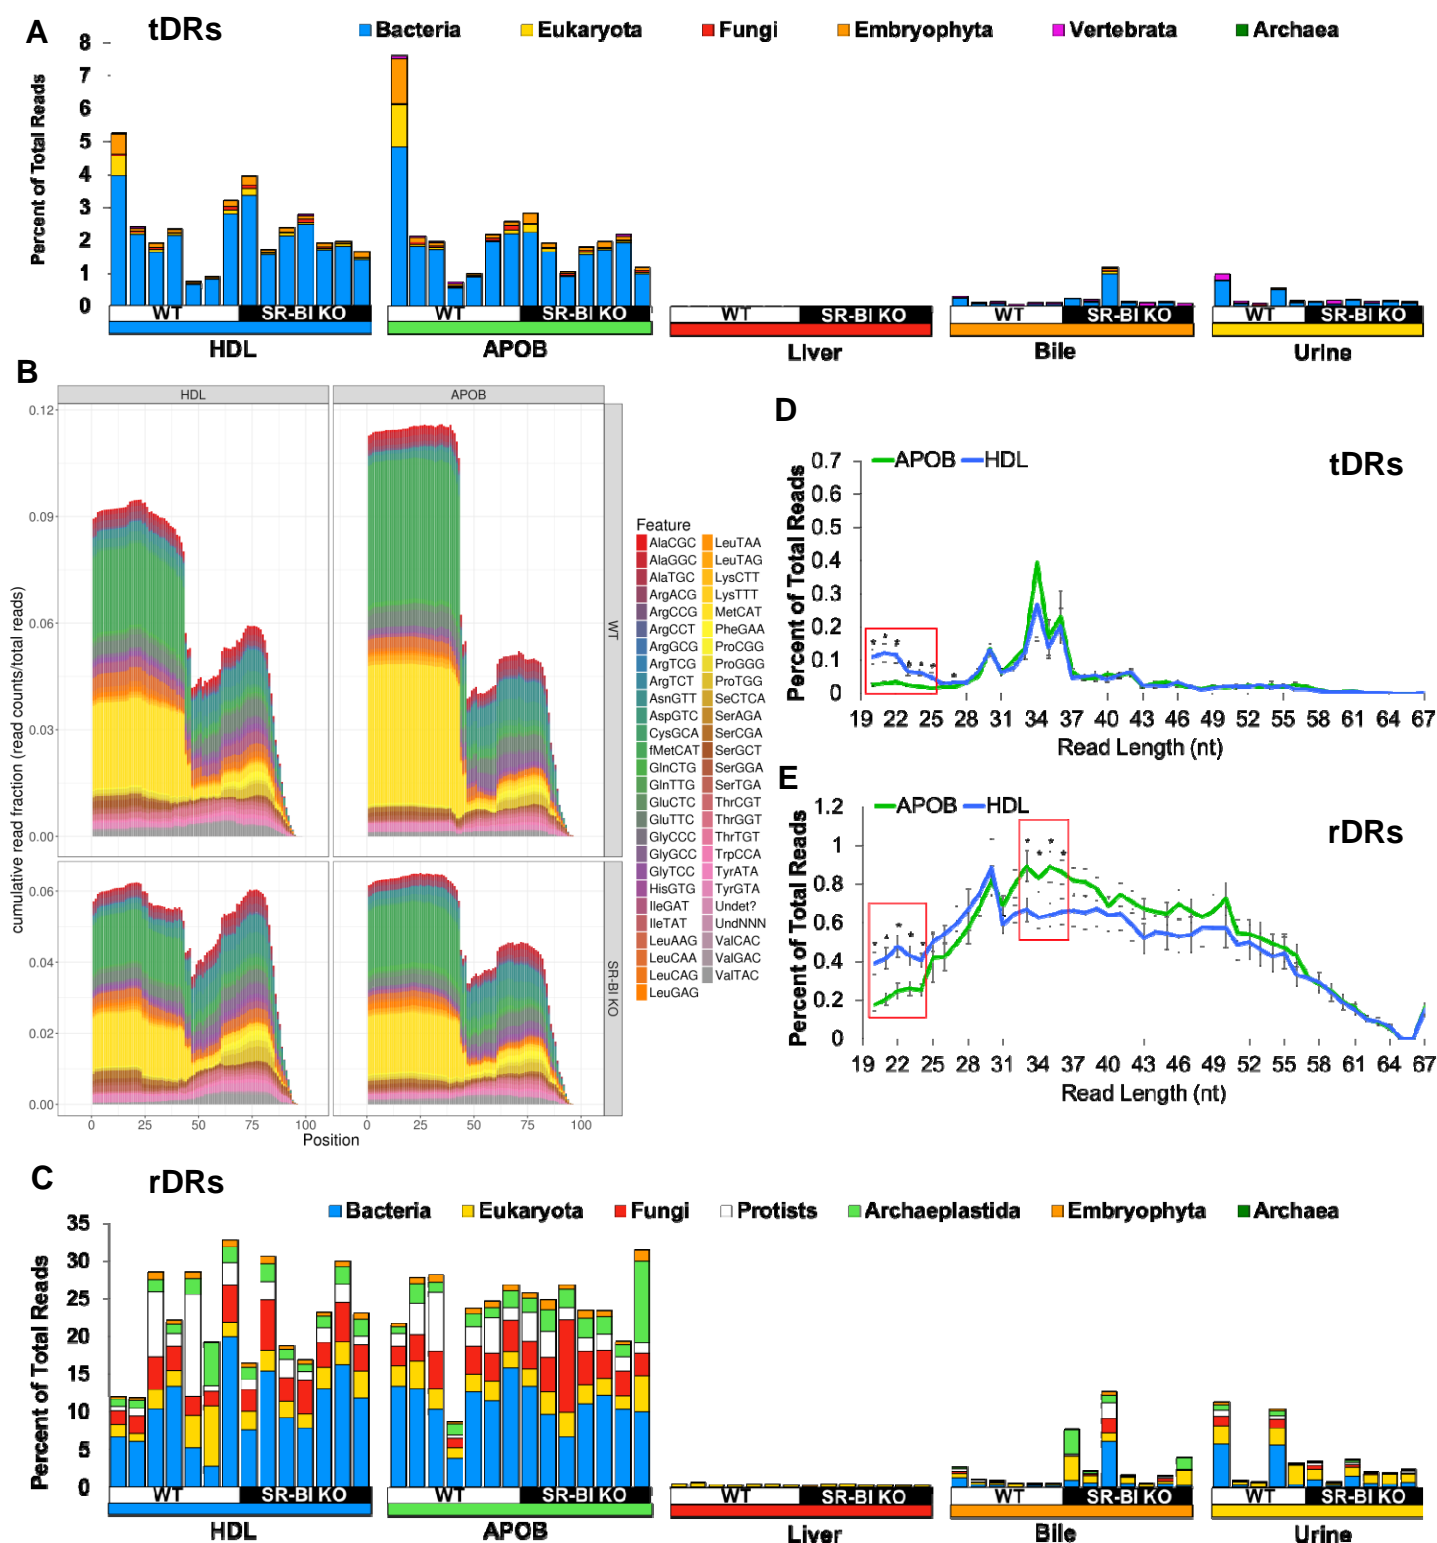 A
tDRs
Bacteria Eukaryota Fungi Embryophyta Vertebrata Archaea
Percent of Total Reads
8
7
6
5
4
3
2
1
0
WT SR-BI KO WT SR-BI KO WT SR-BI KO WT SR-BI KO WT SR-BI KO
HDL APOB Liver Bile Urine
B
HDL APOB
cumulative read fraction (read counts/total reads)
0.12
0.09
0.06
0.03
0.00
WT
0.06
0.04
0.02
0.00
SR-BI KO
0 25 50 75 100 0 25 50 75 100
Position
Feature
AlaCGC LeuTAA
AlaGGC LeuTAG
AlaTGC LysCTT
ArgACG LysTTT
ArgCCG MetCAT
ArgCCT PheGAA
ArgGCG ProCGG
ArgTCG ProGGG
ArgTCT ProTGG
AsnGTT SeCTCA
AspGTC SerAGA
CysGCA SerCGA
fMetCAT SerGCT
GlnCTG SerGGA
GlnTTG SerTGA
GluCTC ThrCGT
GluTTC ThrGGT
GlyCCC ThrTGT
GlyGCC TrpCCA
GlyTCC TyrATA
HisGTG TyrGTA
IleGAT Undet?
IleTAT UndNNN
LeuAAG ValCAC
LeuCAA ValGAC
LeuCAG ValTAC
LeuGAG
D
APOB HDL
tDRs
Percent of Total Reads
0.7
0.6
0.5
0.4
0.3
0.2
0.1
0
* * * * * * *
19 22 25 28 31 34 37 40 43 46 49 52 55 58 61 64 67
Read Length (nt)
E
APOB HDL
rDRs
Percent of Total Reads
1.2
1
0.8
0.6
0.4
0.2
0
* * * * * * * * *
19 22 25 28 31 34 37 40 43 46 49 52 55 58 61 64 67
Read Length (nt)
C
rDRs
Bacteria Eukaryota Fungi Protists Archaeplastida Embryophyta Archaea
Percent of Total Reads
35
30
25
20
15
10
5
0
WT SR-BI KO WT SR-BI KO WT SR-BI KO WT SR-BI KO WT SR-BI KO
HDL APOB Liver Bile Urine